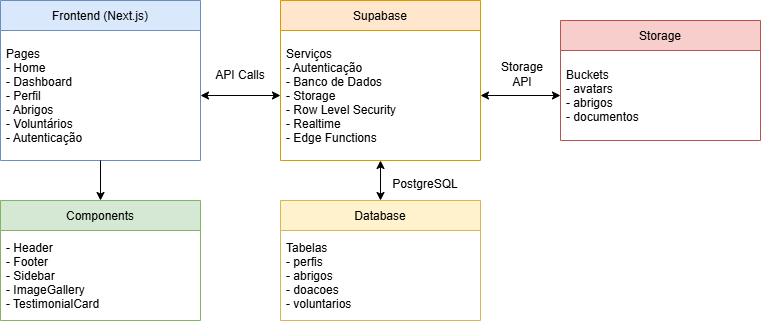 Frontend (Next.js)
Pages
- Home
- Dashboard
- Perfil
- Abrigos
- Voluntários
- Autenticação
API Calls
Supabase
Serviços
- Autenticação
- Banco de Dados
- Storage
- Row Level Security
- Realtime
- Edge Functions
Storage
API
Storage
Buckets
- avatars
- abrigos
- documentos
PostgreSQL
Components
- Header
- Footer
- Sidebar
- ImageGallery
- TestimonialCard
Database
Tabelas
- perfis
- abrigos
- doacoes
- voluntarios